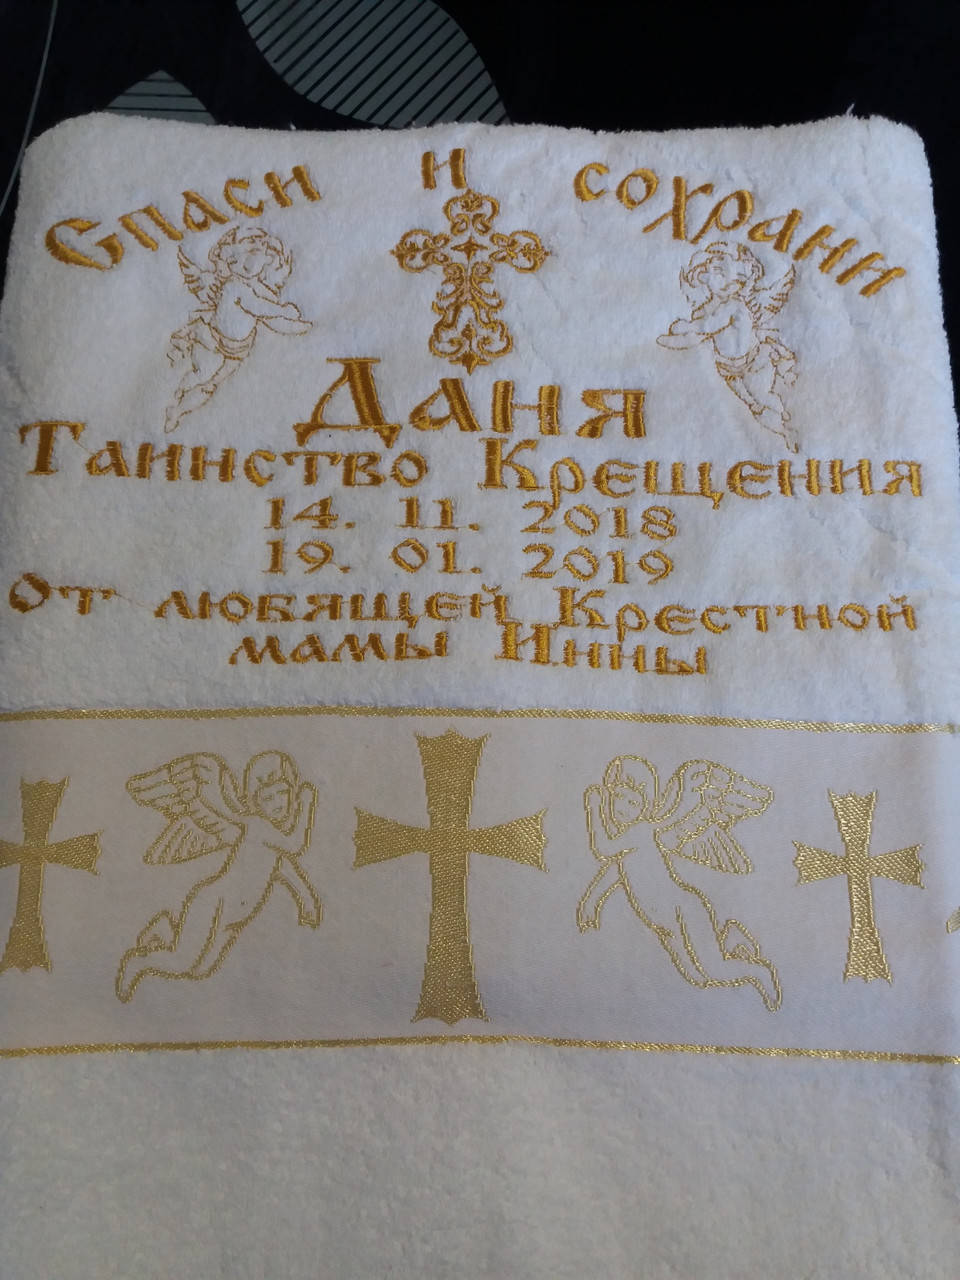 Спаси и сохрани
Даня
Таинство Крещения
14. 11. 2018
19. 01. 2019
От любящей Крестной
мамы Инны